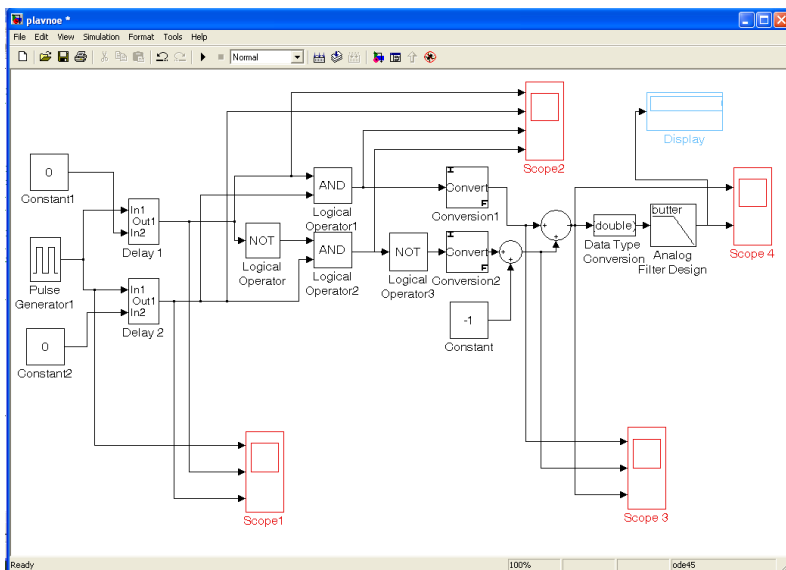 plavnoe *
File Edit View Simulation Format Tools Help
Normal
Scope2
Display
0
Constant1
In1
Out1
In2
Delay 1
AND
Logical
Operator1
Convert
Conversion1
Pulse
Generator1
NOT
Logical
Operator
AND
Logical
Operator2
NOT
Logical
Operator3
Convert
Conversion2
double
Data Type
Conversion
butter
Analog
Filter Design
Scope 4
In1
Out1
In2
Delay 2
0
Constant2
-1
Constant
Scope1
Scope 3
Ready 100% ode45